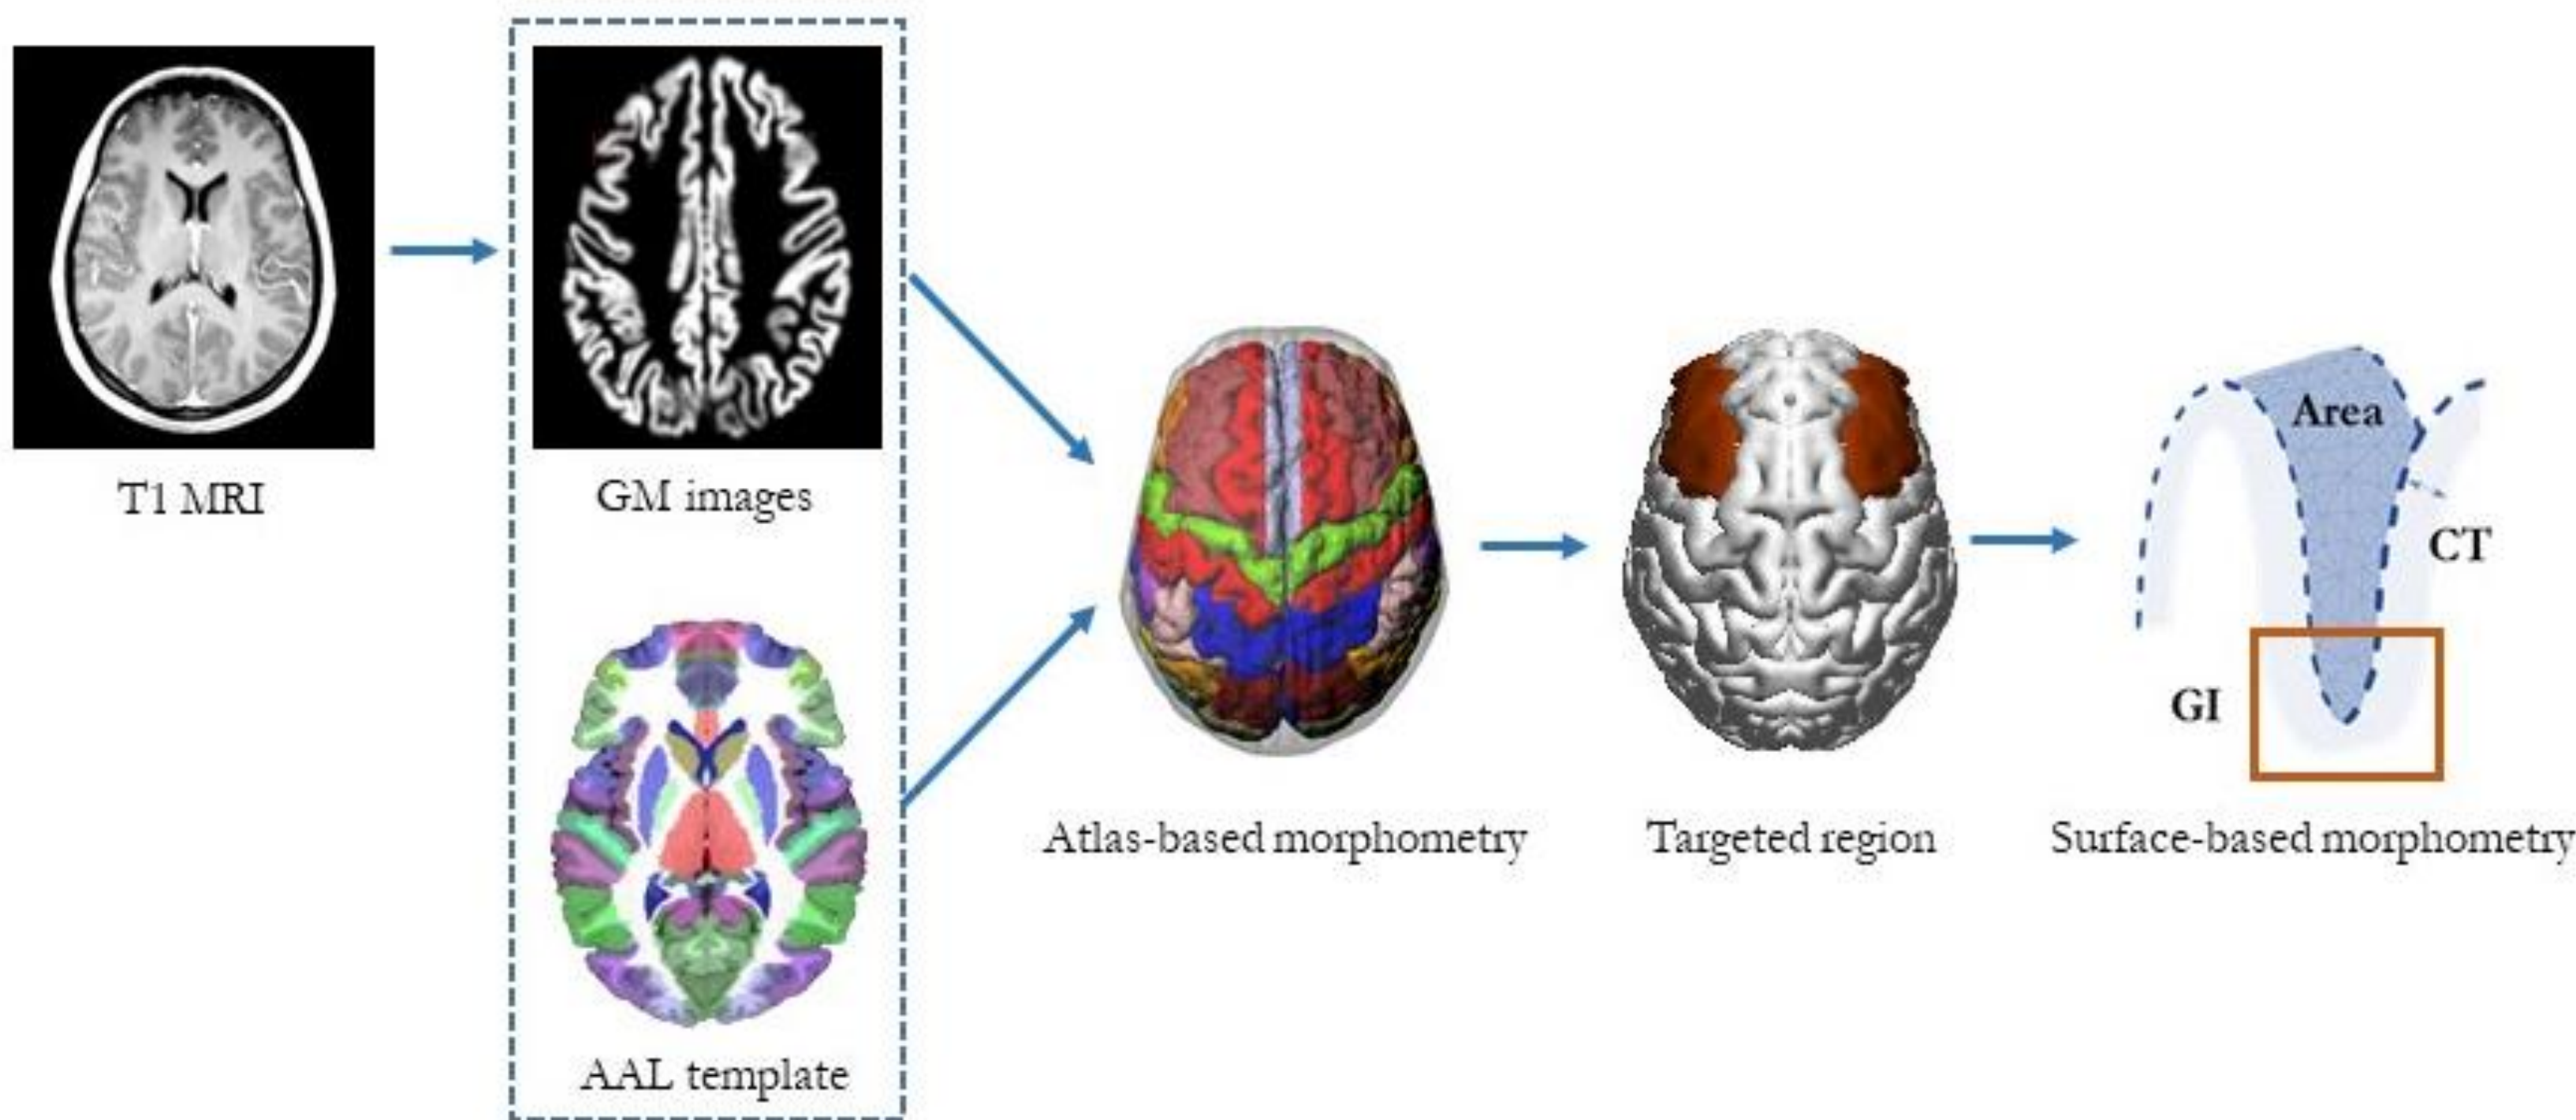 T1 MRI
GM images
AAL template
Atlas-based morphometry
Targeted region
Area
CT
GI
Surface-based morphometry